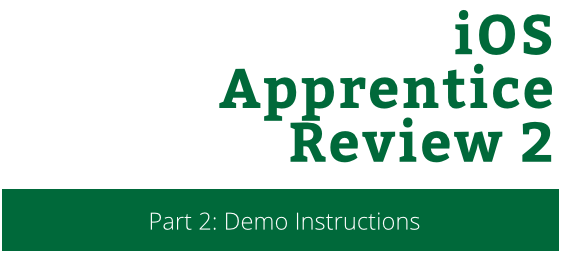 iOS
Apprentice
Review 2
Part 2: Demo Instructions